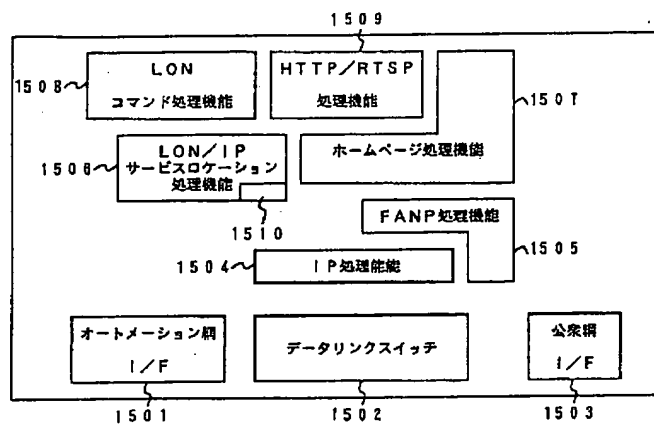 1509
1508
LON
コマンド処理機能
HTTP/RTSP
処理機能
1507
1506
LON/IP
サービスロケーション
処理機能
ホームページ処理機能
1510
FANP処理機能
1505
1504
IP処理能能
オートメーション網
I/F
データリンクスイッチ
公衆網
I/F
1501
1502
1503